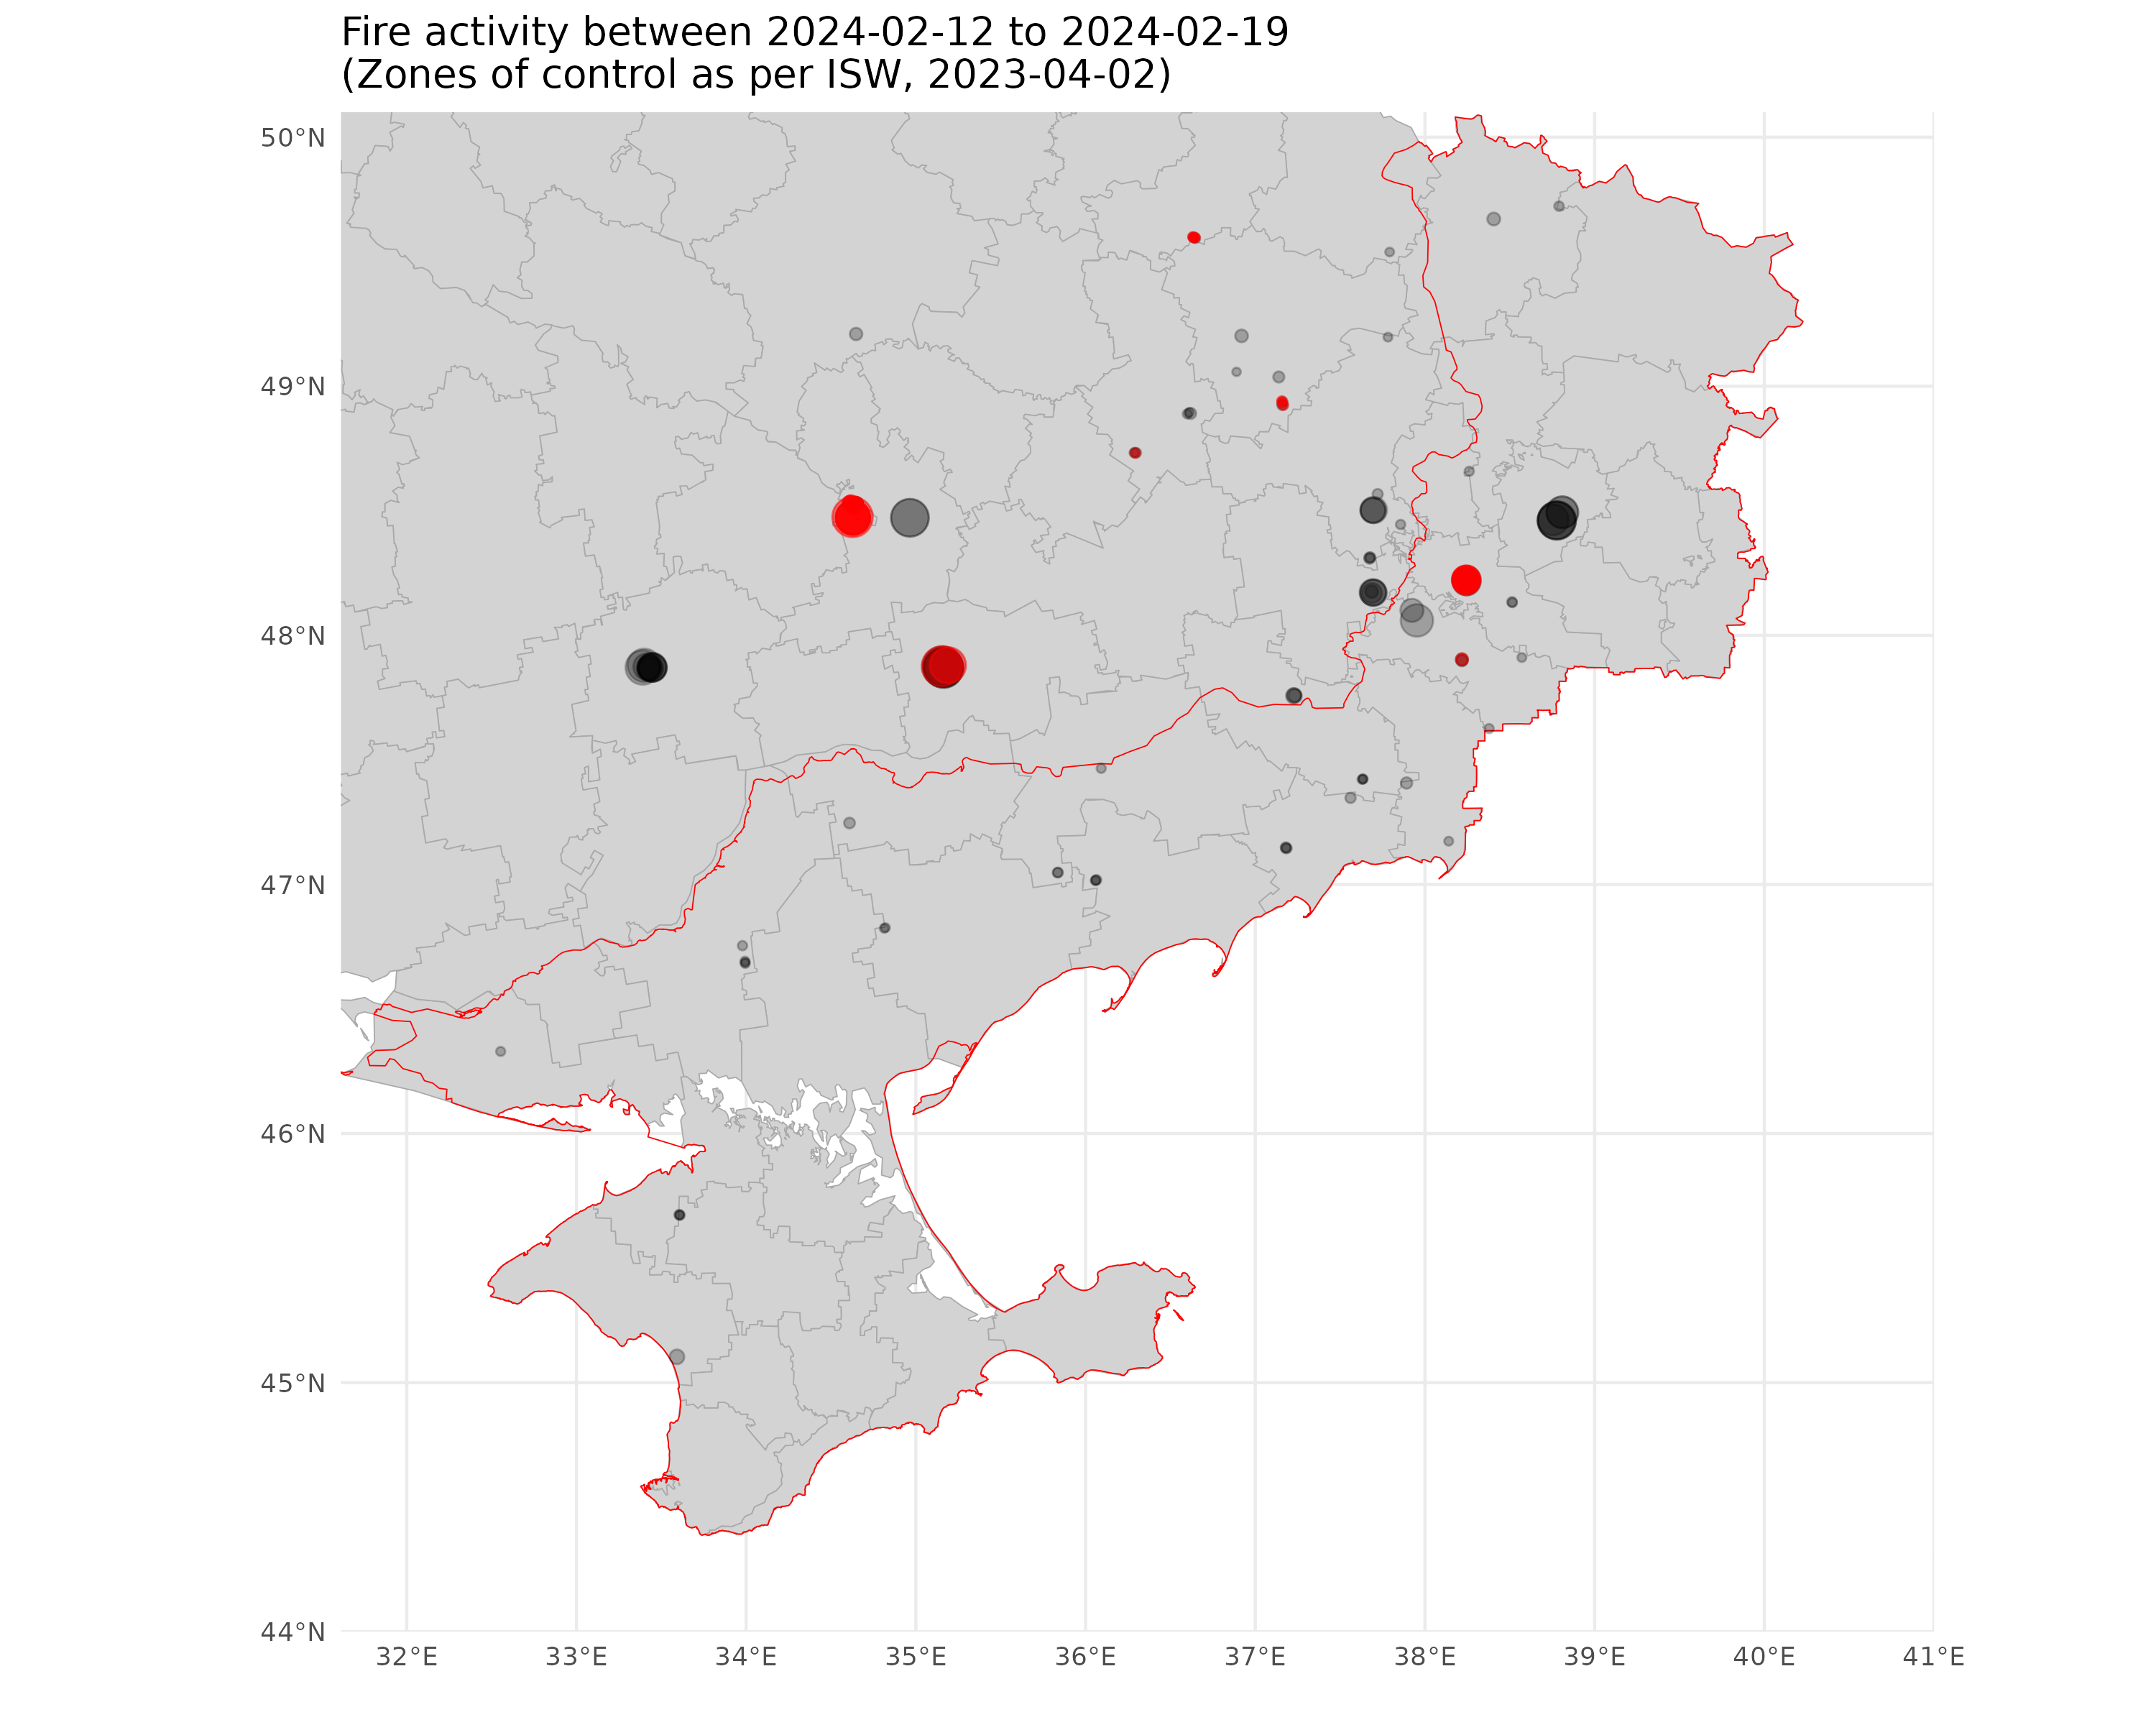 Fire activity between 2024-02-12 to 2024-02-19
(Zones of control as per ISW, 2023-04-02)
50°N
49°N
48°N
47°N
46°N
45°N
44°N
32°E 33°E 34°E 35°E 36°E 37°E 38°E 39°E 40°E 41°E